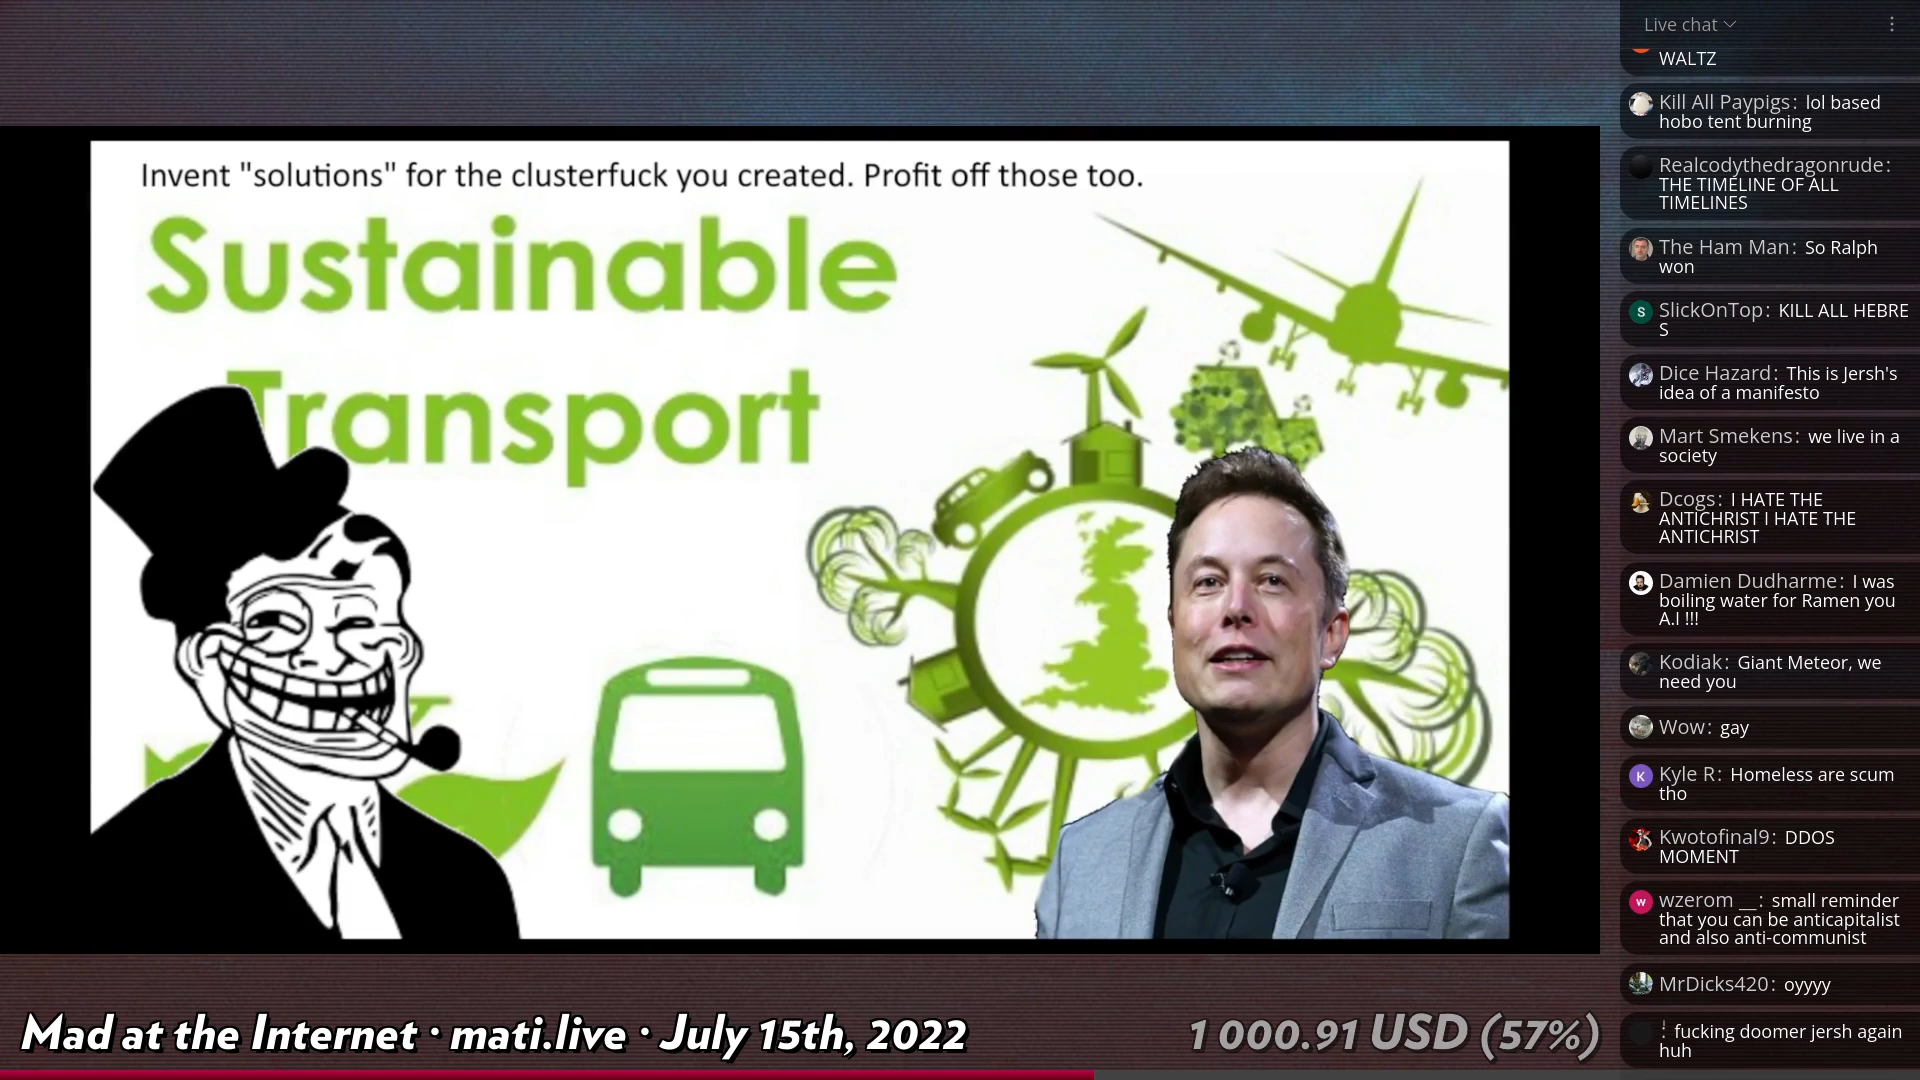 Invent "solutions" for the clusterfuck you created. Profit off those too.
Sustainable
Transport
Mad at the Internet · mati.live · July 15th, 2022
1 000.91 USD (57%)
Live chat
WALTZ
Kill All Paypigs: lol based
hobo tent burning
Realcodythedragonrude:
THE TIMELINE OF ALL
TIMELINES
The Ham Man: So Ralph
won
S
SlickOnTop: KILL ALL HEBRE
S
Dice Hazard: This is Jersh's
idea of a manifesto
Mart Smekens: we live in a
society
Dcogs: I HATE THE
ANTICHRIST I HATE THE
ANTICHRIST
Damien Dudharme: I was
boiling water for Ramen you
A.I !!!
Kodiak: Giant Meteor, we
need you
Wow: gay
K
Kyle R: Homeless are scum
tho
Kwotofinal9: DDOS
MOMENT
w
wzerom __: small reminder
that you can be anticapitalist
and also anti-communist
MrDicks420: oyyyy
: fucking doomer jersh again
huh